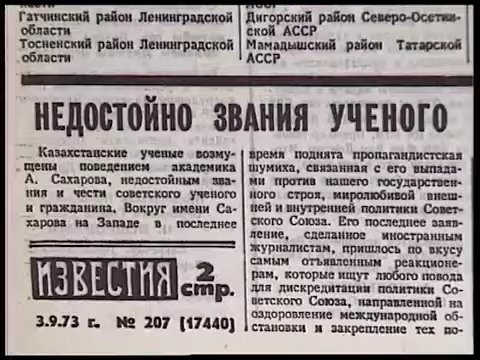 Гатчинский район Ленинградской
области
Тосненский район Ленинградской
области
Дигорский район Северо-Осетин-
ской АССР
Мамадышский район Татарской
АССР
НЕДОСТОЙНО ЗВАНИЯ УЧЕНОГО
Казахстанские ученые возму-
щены поведением академика
А. Сахарова, недостойным зва-
ния и чести советского ученого
и гражданина. Вокруг имени Са-
харова на Западе в последнее
время поднята пропагандистская
шумиха, связанная с его выпада-
ми против нашего государствен-
ного строя, миролюбивой внеш-
ней и внутренней политики Совет-
ского Союза. Его последнее заяв-
ление, сделанное иностранным
журналистам, пришлось по вкусу
самым отъявленным реакционе-
рам, которые ищут любого повода
для дискредитации политики Со-
ветского Союза, направленной на
оздоровление международной об-
становки и закрепление тех по-
ИЗВЕСТИЯ 2
стр.
3.9.73 г. № 207 (17440)